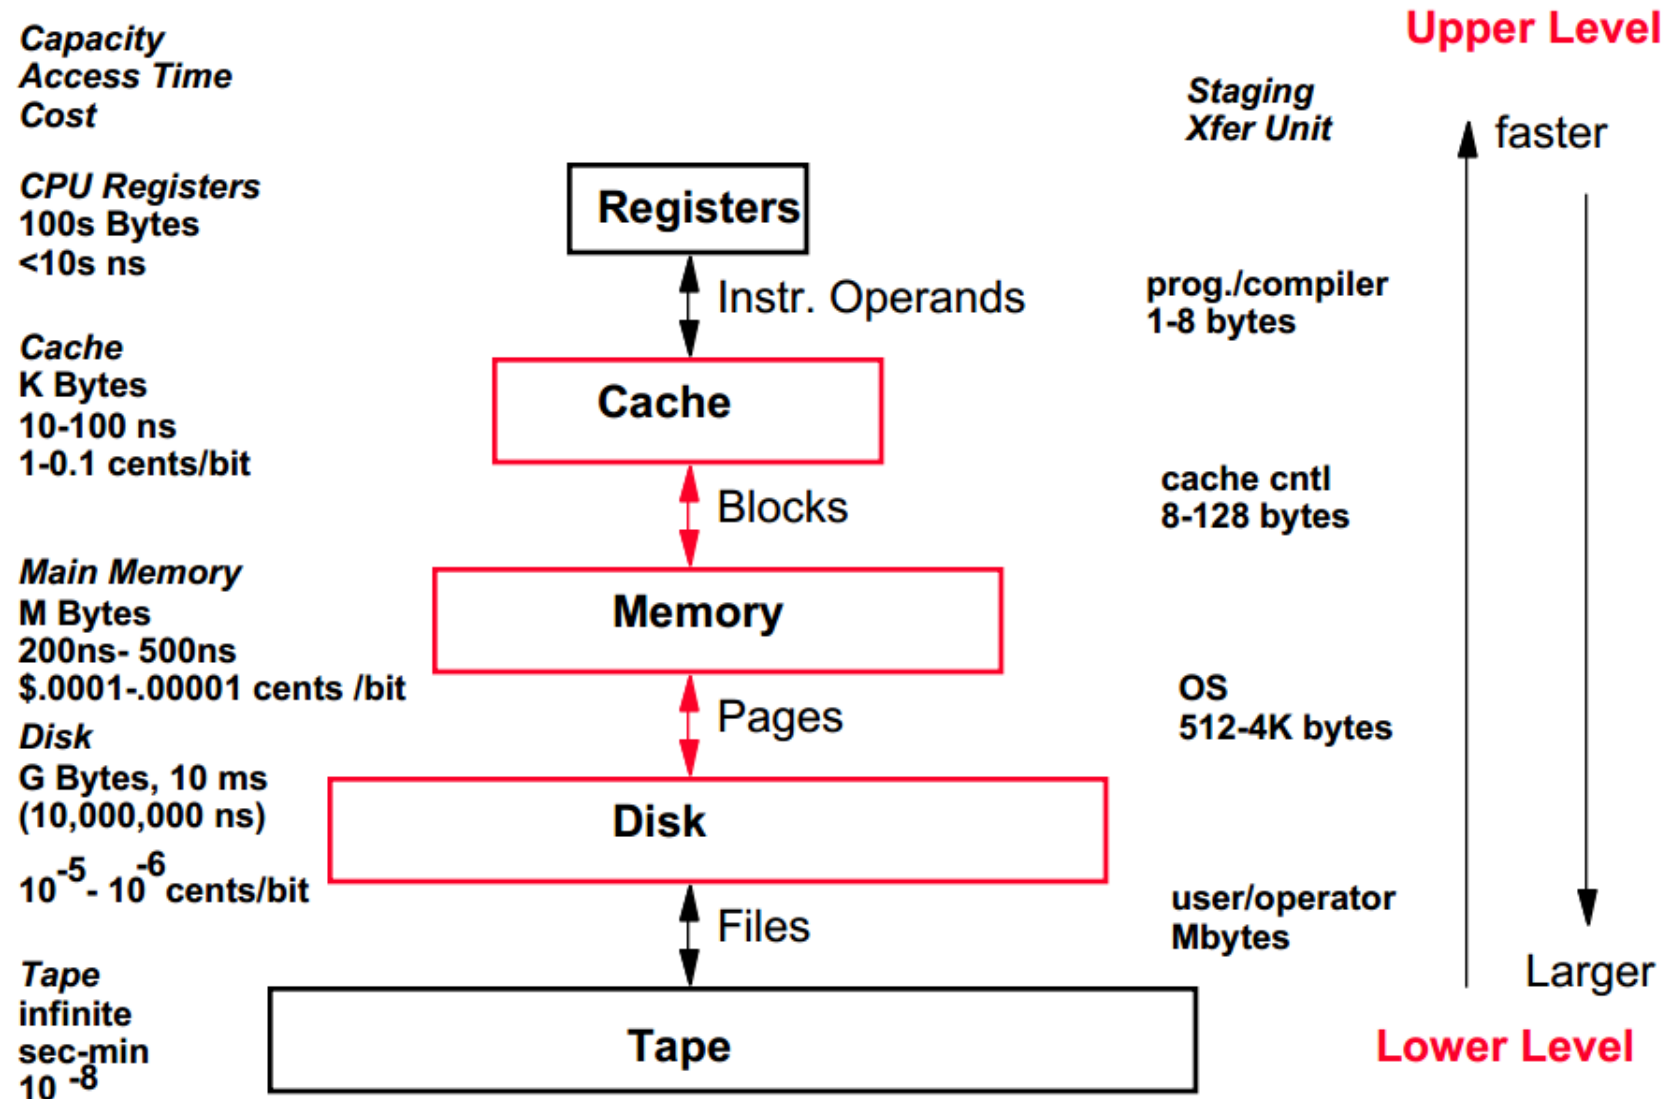 Capacity
Access Time
Cost
Upper Level
Staging
Xfer Unit
faster
CPU Registers
100s Bytes
<10s ns
Registers
Instr. Operands
prog./compiler
1-8 bytes
Cache
K Bytes
10-100 ns
1-0.1 cents/bit
Cache
Blocks
cache cntl
8-128 bytes
Main Memory
M Bytes
200ns- 500ns
$.0001-.00001 cents /bit
Memory
Pages
OS
512-4K bytes
Disk
G Bytes, 10 ms
(10,000,000 ns)
10^-5 - 10^-6 cents/bit
Disk
Files
user/operator
Mbytes
Larger
Tape
infinite
sec-min
10^-8
Tape
Lower Level